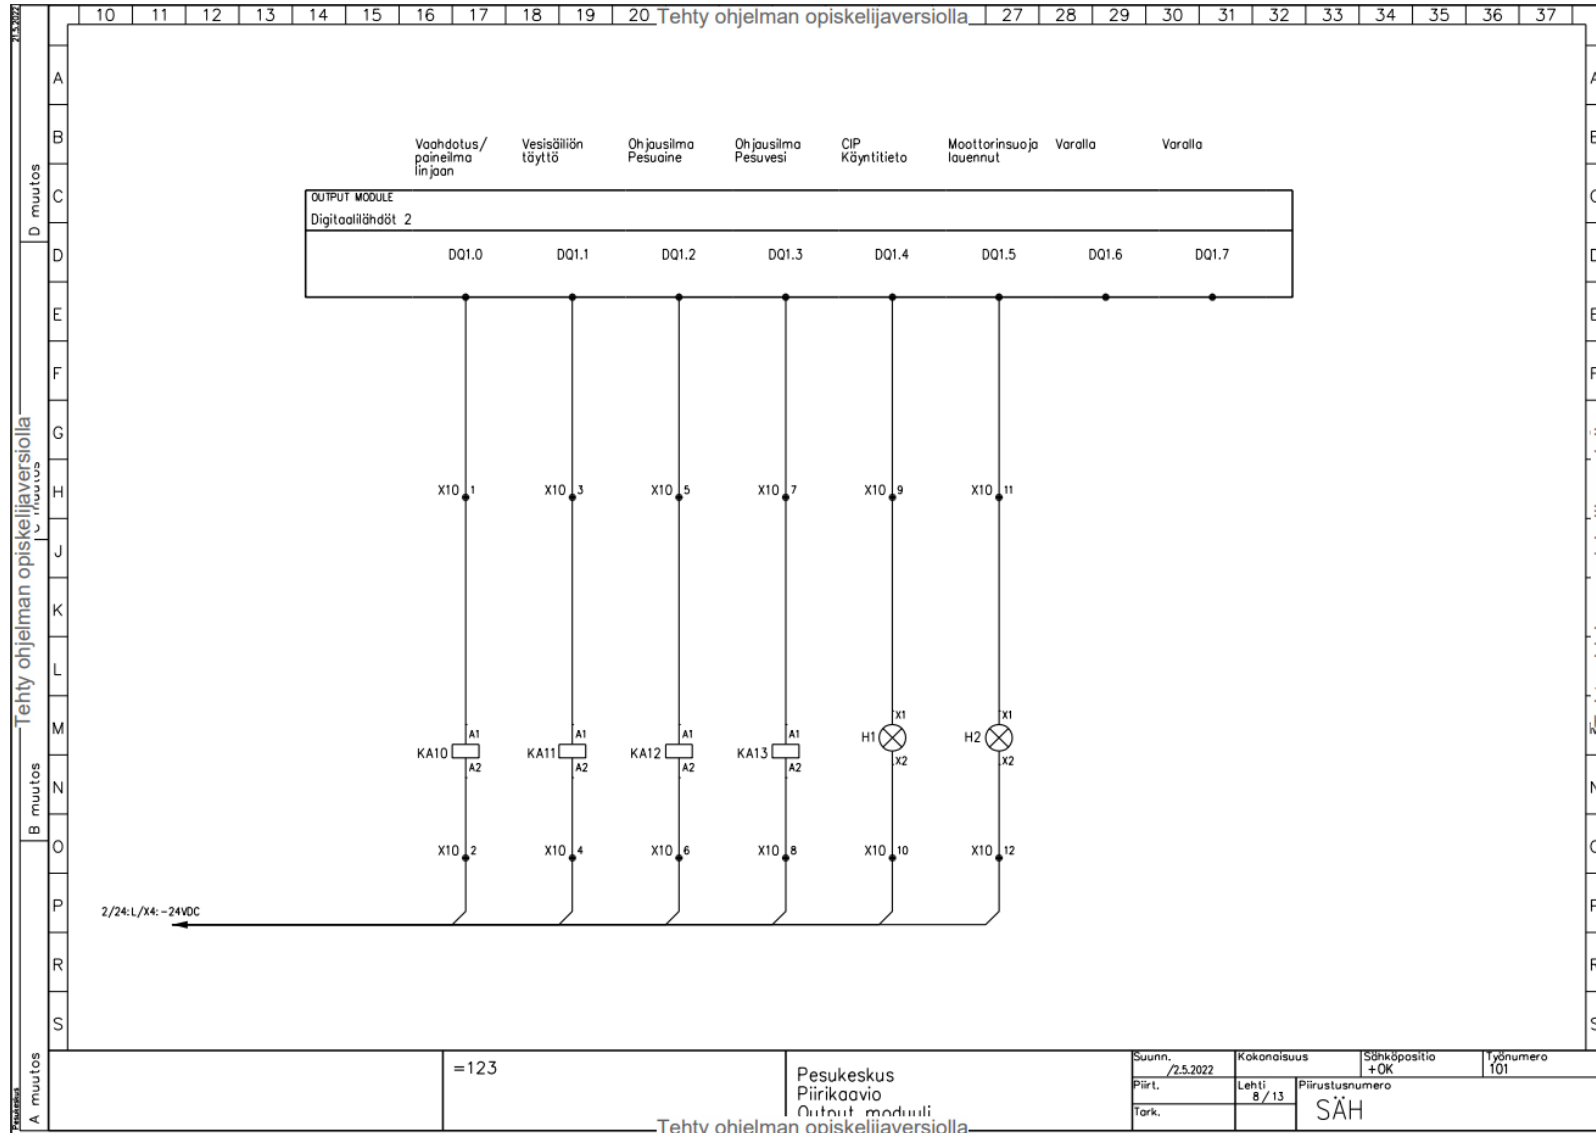 21.5.2022
10 11 12 13 14 15 16 17 18 19 20 Tehty ohjelman opiskelijaversiolla 27 28 29 30 31 32 33 34 35 36 37
A
B
C
D
E
F
G
H
J
K
L
M
N
O
P
R
S
D muutos
B muutos
A muutos
Tehty ohjelman opiskelijaversiolla
Pesukeskus
Vaahdotus/
paineilma
linjaan
Vesisäiliön
täyttö
Ohjausilma
Pesuaine
Ohjausilma
Pesuvesi
CIP
Käyntitieto
Moottorinsuoja
lauennut
Varalla
Varalla
OUTPUT MODULE
Digitaalilähdöt 2
DQ1.0 DQ1.1 DQ1.2 DQ1.3 DQ1.4 DQ1.5 DQ1.6 DQ1.7
X10 1 X10 3 X10 5 X10 7 X10 9 X10 11
A1 A1 A1 A1 X1 X1
KA10 KA11 KA12 KA13 H1 H2
A2 A2 A2 A2 X2 X2
X10 2 X10 4 X10 6 X10 8 X10 10 X10 12
2/24:L/X4:-24VDC
=123
Pesukeskus
Piirikaavio
Output moduuli
Suunn.
/2.5.2022
Kokonaisuus
Sähköpositio
+OK
Työnumero
101
Piirt.
Lehti
8/13
Piirustusnumero
SÄH
Tark.
Tehty ohjelman opiskelijaversiolla